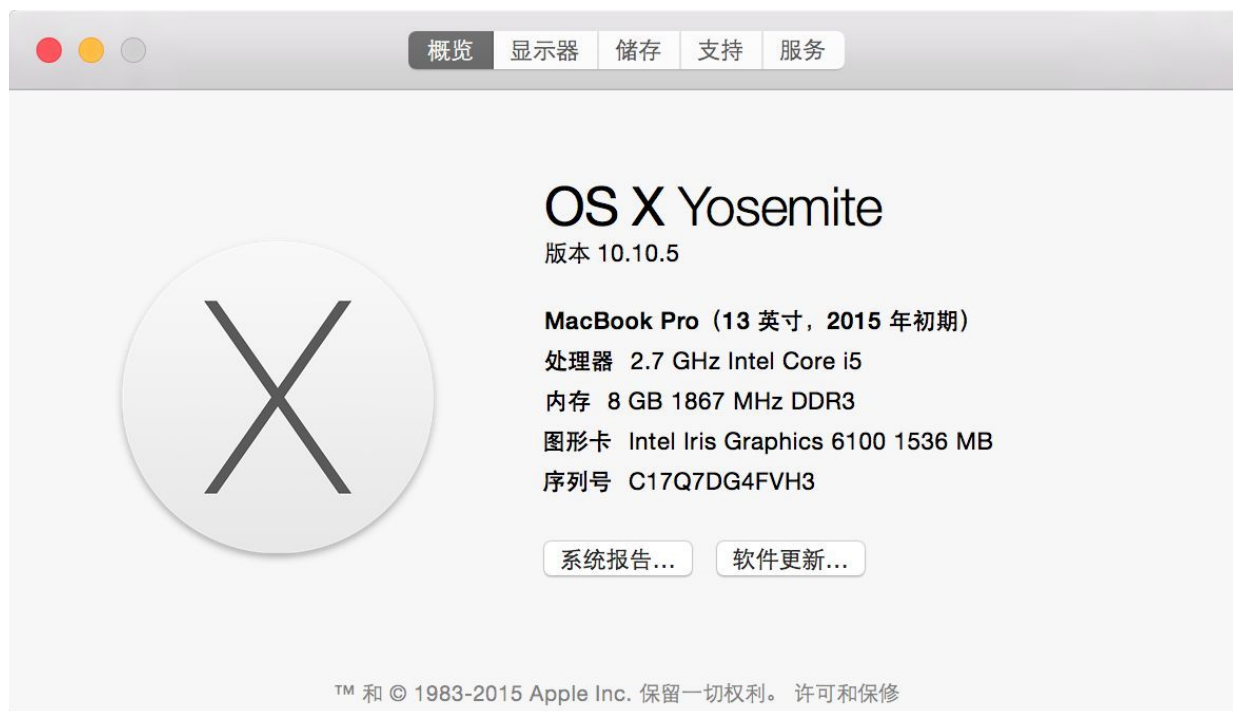 概览 显示器 储存 支持 服务
OS X Yosemite
版本 10.10.5
MacBook Pro（13 英寸，2015 年初期）
处理器 2.7 GHz Intel Core i5
内存 8 GB 1867 MHz DDR3
图形卡 Intel Iris Graphics 6100 1536 MB
序列号 C17Q7DG4FVH3
系统报告... 软件更新...
™ 和 © 1983-2015 Apple Inc. 保留一切权利。 许可和保修